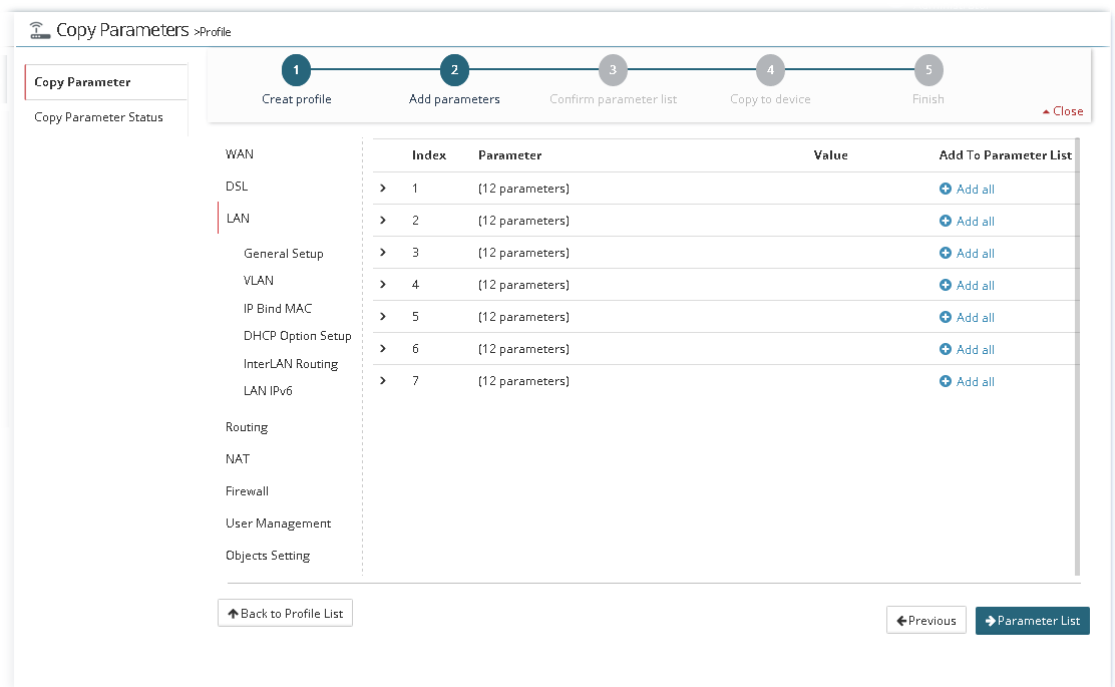 Copy Parameters >Profile
Copy Parameter
Copy Parameter Status
1 2 3 4 5
Creat profile Add parameters Confirm parameter list Copy to device Finish
Close
WAN
DSL
LAN
General Setup
VLAN
IP Bind MAC
DHCP Option Setup
InterLAN Routing
LAN IPv6
Routing
NAT
Firewall
User Management
Objects Setting
Index Parameter Value Add To Parameter List
1 (12 parameters) Add all
2 (12 parameters) Add all
3 (12 parameters) Add all
4 (12 parameters) Add all
5 (12 parameters) Add all
6 (12 parameters) Add all
7 (12 parameters) Add all
Back to Profile List
Previous Parameter List